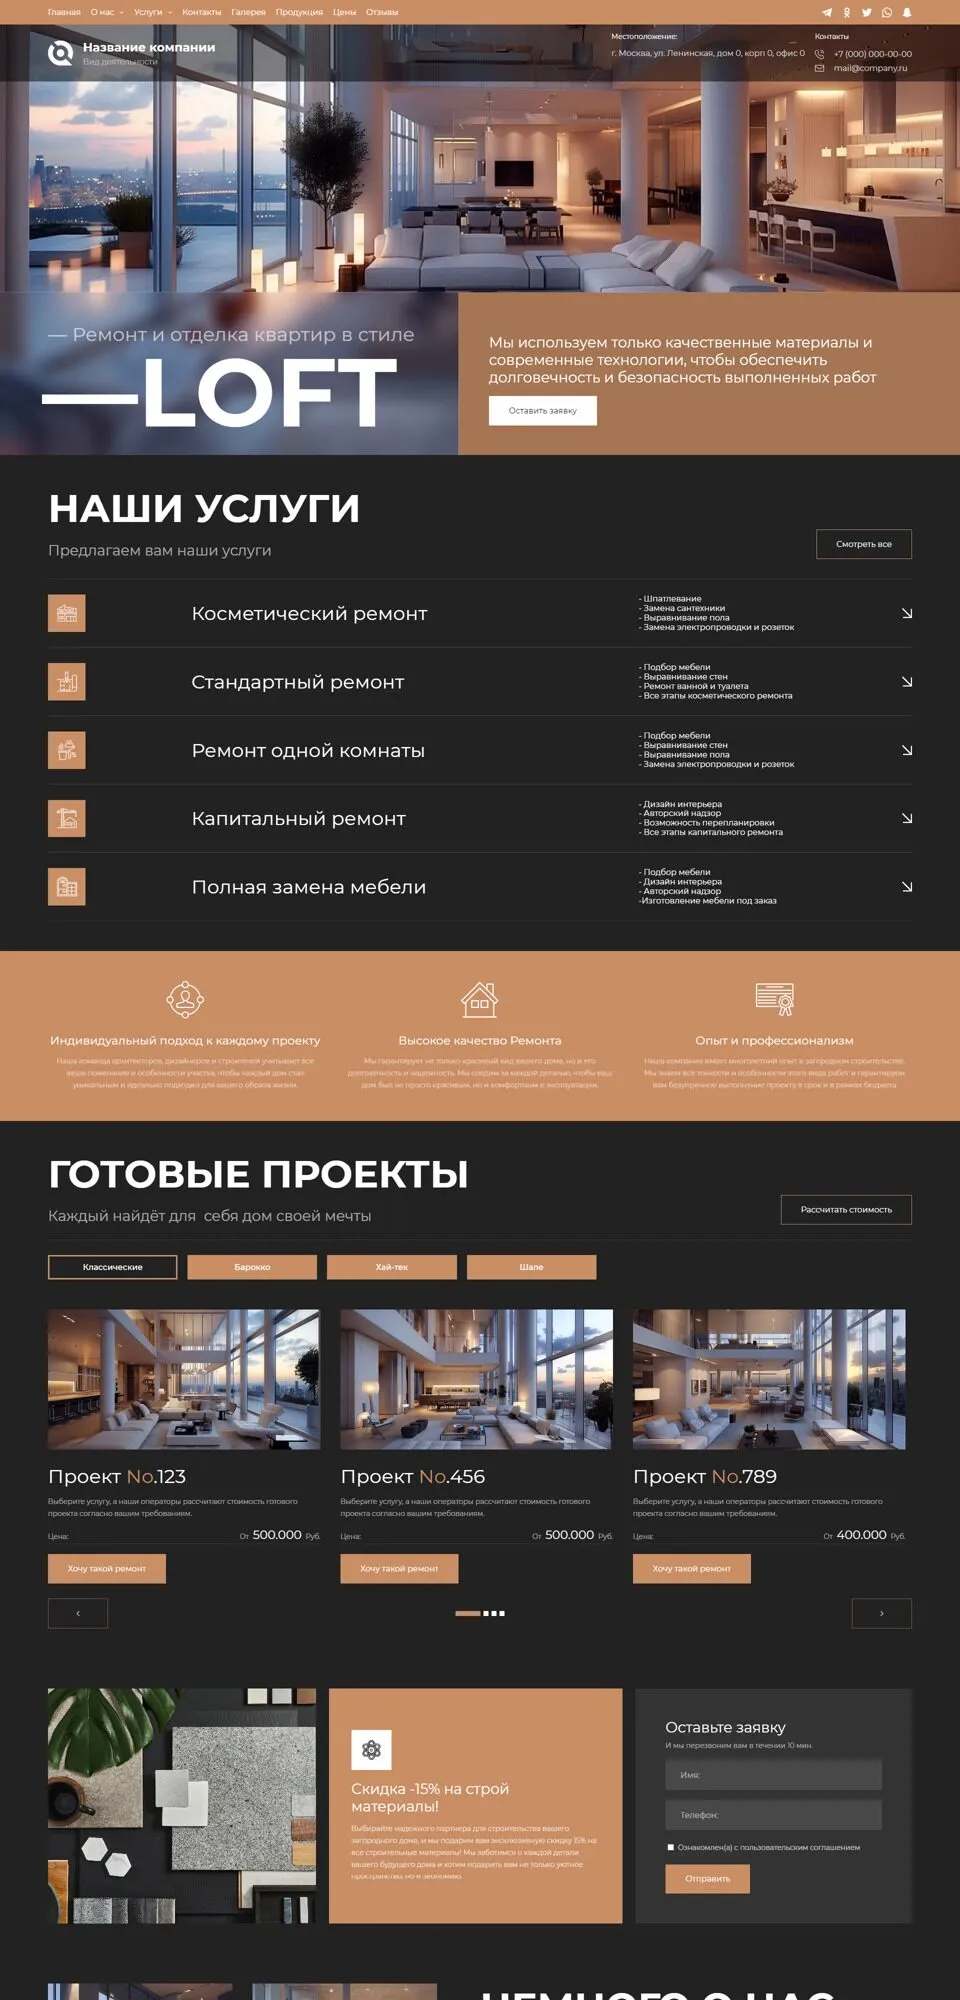 Главная О нас Услуги Контакты Галерея Продукция Цены Отзывы
Название компании
Вид деятельности
Местоположение:
г. Москва, ул. Ленинская, дом 0, корп 0, офис 0
Контакты
+7 (000) 000-00-00
mail@company.ru
— Ремонт и отделка квартир в стиле
—LOFT
Мы используем только качественные материалы и
современные технологии, чтобы обеспечить
долговечность и безопасность выполненных работ
Оставить заявку
НАШИ УСЛУГИ
Предлагаем вам наши услуги
Смотреть все
Косметический ремонт
- Шпатлевание
- Замена сантехники
- Выравнивание пола
- Замена электропроводки и розеток
Стандартный ремонт
- Подбор мебели
- Выравнивание стен
- Ремонт ванной и туалета
- Все этапы косметического ремонта
Ремонт одной комнаты
- Подбор мебели
- Выравнивание стен
- Выравнивание пола
- Замена электропроводки и розеток
Капитальный ремонт
- Дизайн интерьера
- Авторский надзор
- Возможность перепланировки
- Все этапы капитального ремонта
Полная замена мебели
- Подбор мебели
- Дизайн интерьера
- Авторский надзор
-Изготовление мебели под заказ
Индивидуальный подход к каждому проекту
Наша команда архитекторов, дизайнеров и строителей учитывает все
ваши пожелания и особенности участка, чтобы каждый дом стал
уникальным и идеально подходил для вашего образа жизни.
Высокое качество Ремонта
Мы гарантирует не только красивый вид вашего дома, но и его
долговечность и надежность. Мы следим за каждой деталью, чтобы ваш
дом был не просто красивым, но и комфортным в эксплуатации.
Опыт и профессионализм
Наша компания имеет многолетний опыт в загородном строительстве.
Мы знаем все тонкости и особенности этого вида работ и гарантируем
вам безупречное выполнение проекта в срок и в рамках бюджета
ГОТОВЫЕ ПРОЕКТЫ
Каждый найдёт для себя дом своей мечты
Рассчитать стоимость
Классические
Барокко
Хай-тек
Шале
Проект No.123
Выберите услугу, а наши операторы рассчитают стоимость готового
проекта согласно вашим требованиям.
Цена: От 500.000 Руб.
Хочу такой ремонт
Проект No.456
Выберите услугу, а наши операторы рассчитают стоимость готового
проекта согласно вашим требованиям.
Цена: От 500.000 Руб.
Хочу такой ремонт
Проект No.789
Выберите услугу, а наши операторы рассчитают стоимость готового
проекта согласно вашим требованиям.
Цена: От 400.000 Руб.
Хочу такой ремонт
Скидка -15% на строй
материалы!
Выбирайте надежного партнера для строительства вашего
загородного дома, и мы подарим вам эксклюзивную скидку 15% на
все строительные материалы! Мы заботимся о каждой детали
вашего будущего дома и хотим подарить вам не только уютное
пространство, но и экономию.
Оставьте заявку
И мы перезвоним вам в течении 10 мин.
Имя:
Телефон:
Ознакомлен(а) с пользовательским соглашением
Отправить
НЕМНОГО О НАС